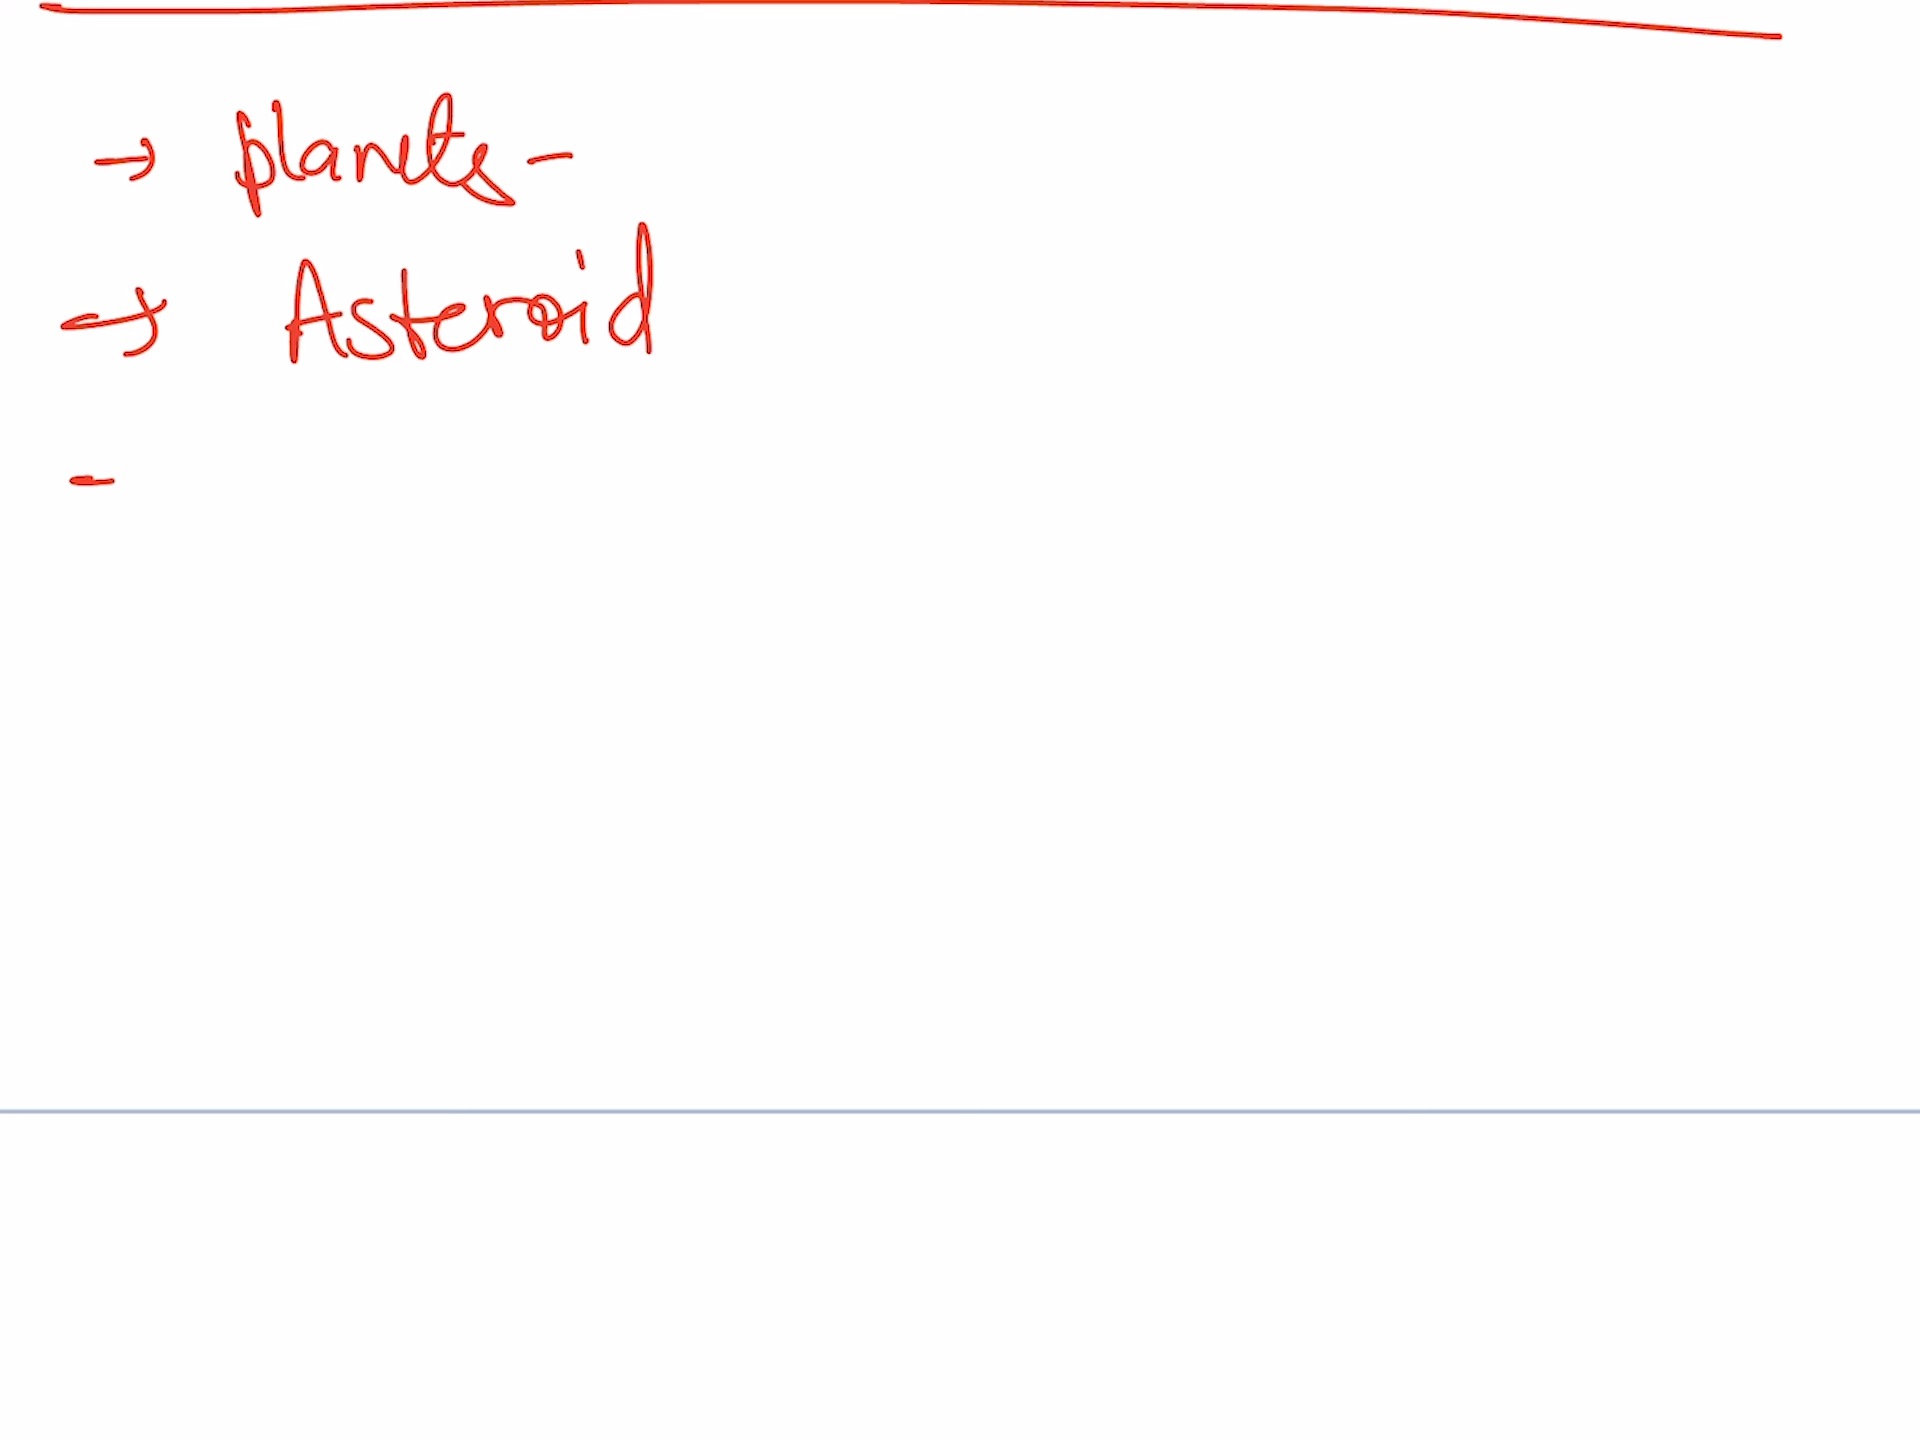 → planets -
→ Asteroid
-